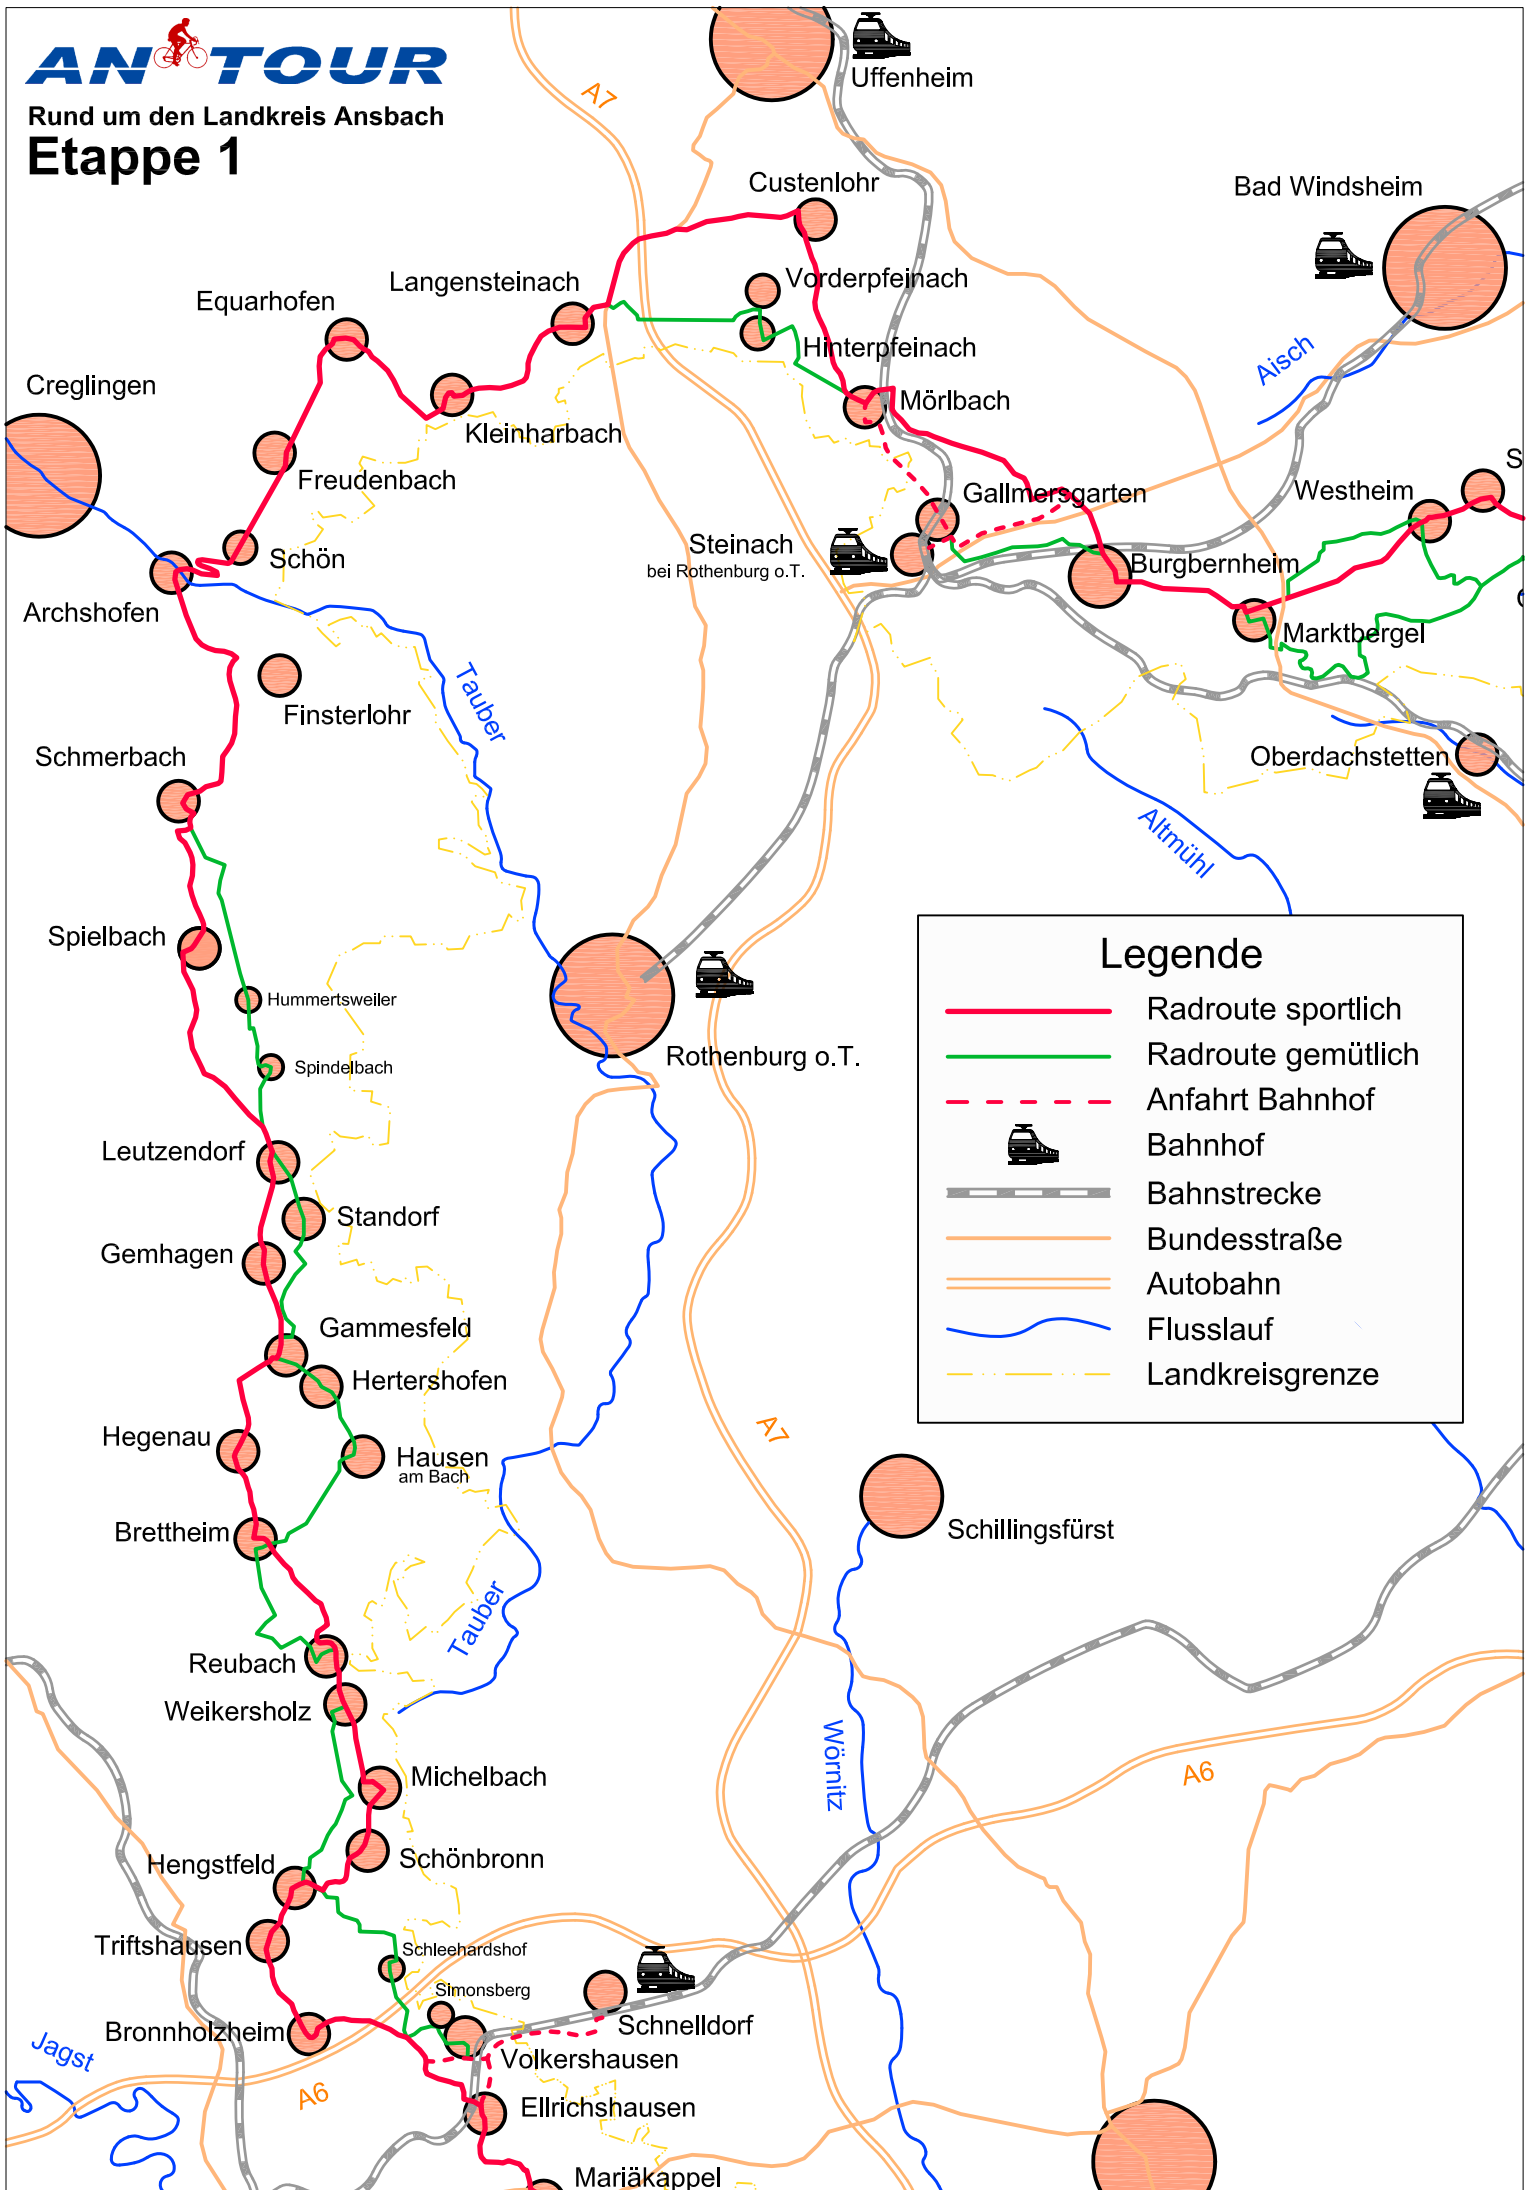 AN TOUR
Rund um den Landkreis Ansbach
Etappe 1
A7
Uffenheim
Custenlohr
Bad Windsheim
Langensteinach
Vorderpfeinach
Equarhofen
Hinterpfeinach
Aisch
Creglingen
Mörlbach
Kleinharbach
Freudenbach
S
Gallmersgarten
Westheim
Steinach
bei Rothenburg o.T.
Schön
Burgbernheim
Archshofen
Marktbergel
Tauber
Finsterlohr
Schmerbach
Oberdachstetten
Altmühl
Spielbach
Legende
Hummertsweiler
Radroute sportlich
Rothenburg o.T.
Radroute gemütlich
Spindelbach
Anfahrt Bahnhof
Leutzendorf
Bahnhof
Bahnstrecke
Standorf
Bundesstraße
Gemhagen
Autobahn
Gammesfeld
Flusslauf
Hertershofen
Landkreisgrenze
A7
Hegenau
Hausen
am Bach
Brettheim
Schillingsfürst
Tauber
Reubach
Weikersholz
Wörnitz
Michelbach
A6
Schönbronn
Hengstfeld
Triftshausen
Schleehardshof
Simonsberg
Bronnholzheim
Schnelldorf
Jagst
Volkershausen
A6
Ellrichshausen
Mariäkappel